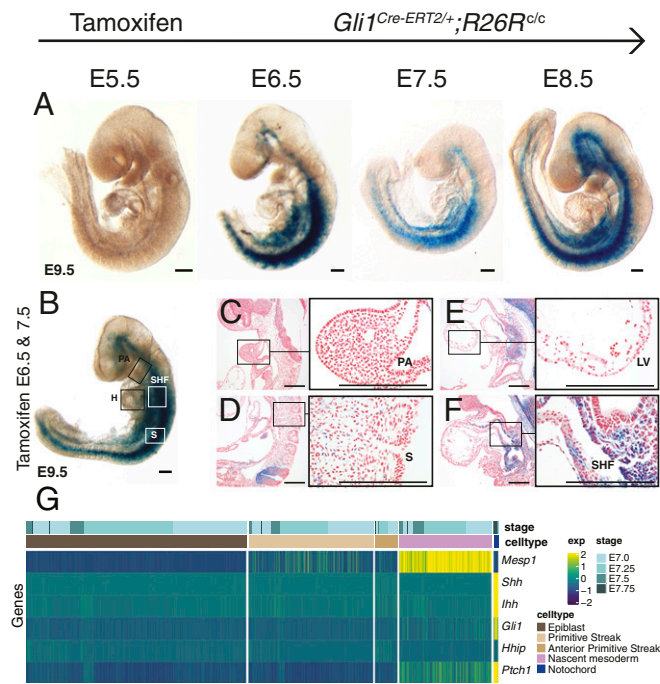 Tamoxifen Gli1Cre-ERT2/+;R26Rc/c
E5.5 E6.5 E7.5 E8.5
A
E9.5
B
Tamoxifen E6.5 & 7.5
PA
SHF
H
S
E9.5
C
PA
E
LV
D
S
F
SHF
G
stage
celltype
Genes
Mesp1
Shh
Ihh
Gli1
Hhip
Ptch1
exp
2
1
0
−1
−2
stage
E7.0
E7.25
E7.5
E7.75
celltype
Epiblast
Primitive Streak
Anterior Primitive Streak
Nascent mesoderm
Notochord